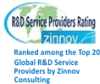 R&D Service Providers Rating
zinnov
Ranked among the Top 20
Global R&D Service
Providers by Zinnov
Consulting